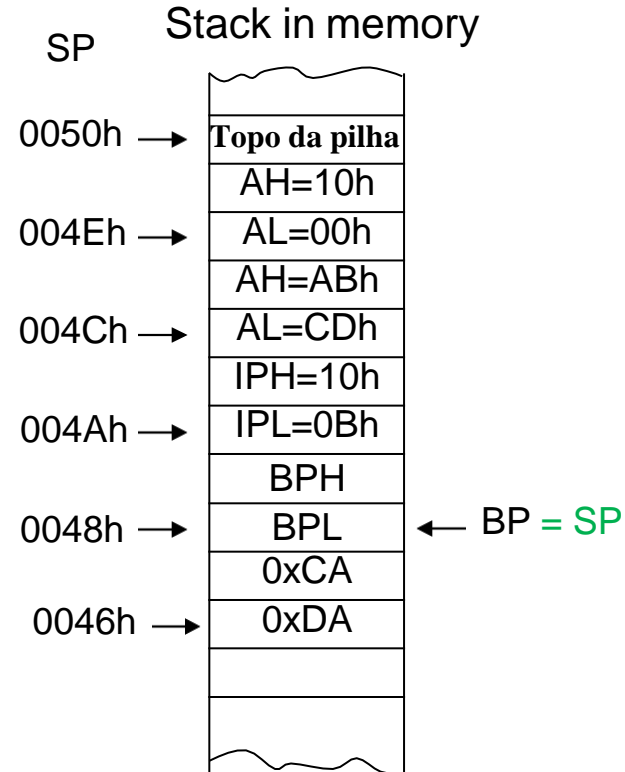 Stack in memory
SP
0050h Topo da pilha
AH=10h
004Eh AL=00h
AH=ABh
004Ch AL=CDh
IPH=10h
004Ah IPL=0Bh
BPH
0048h BPL BP = SP
0xCA
0046h 0xDA